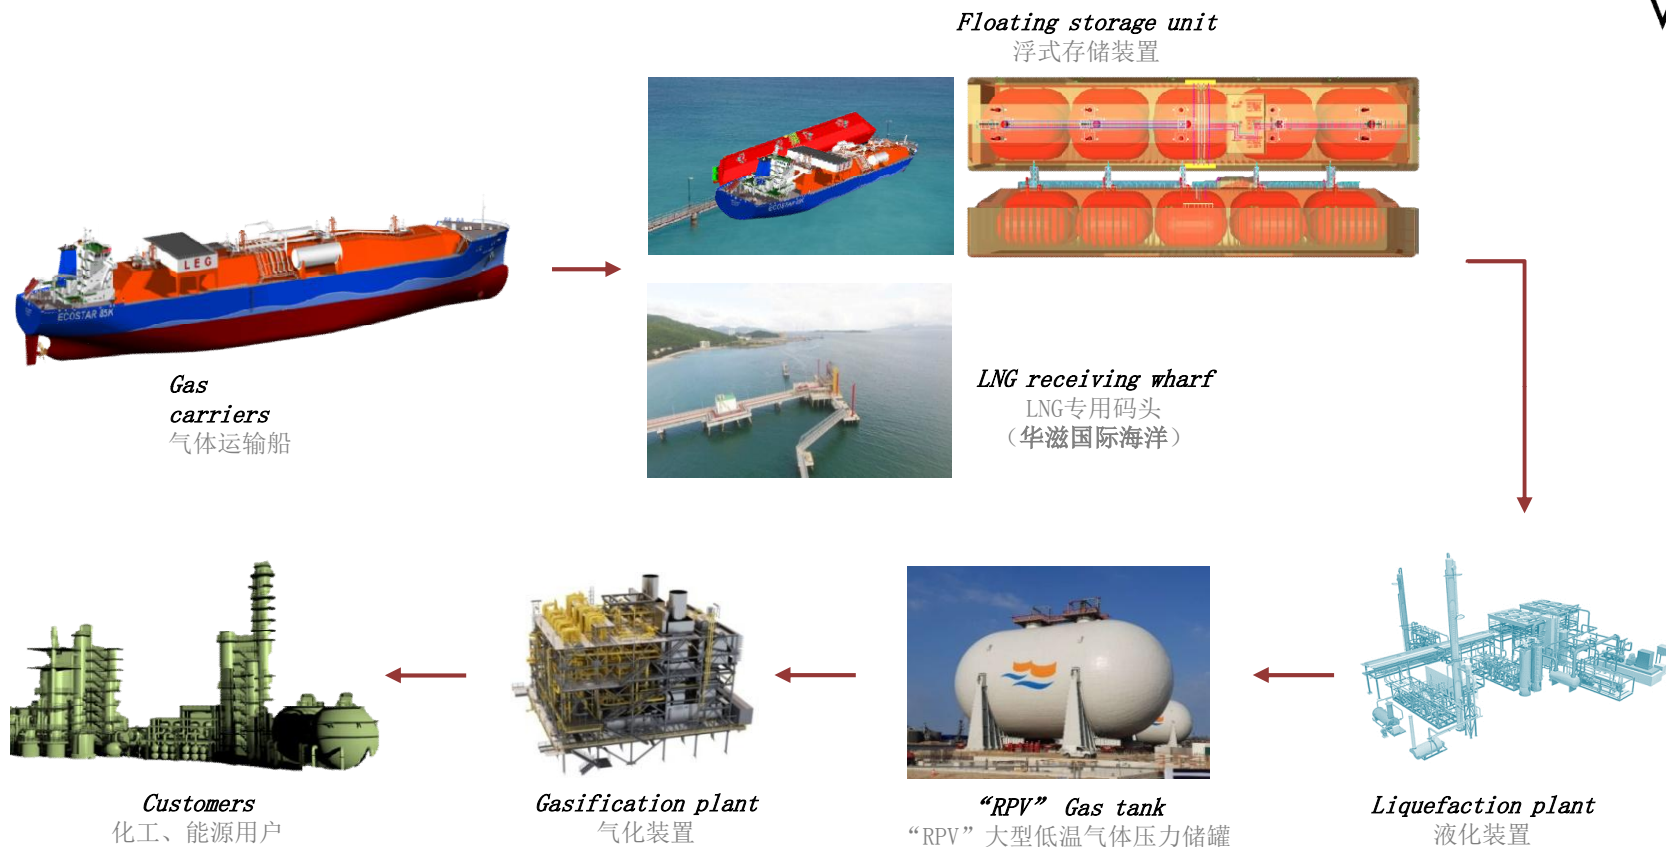 Floating storage unit
浮式存储装置
LEG
ECOSTAR 85K
Gas
carriers
气体运输船
LNG receiving wharf
LNG专用码头
（华滋国际海洋）
Customers
化工、能源用户
Gasification plant
气化装置
“RPV” Gas tank
“RPV”大型低温气体压力储罐
Liquefaction plant
液化装置